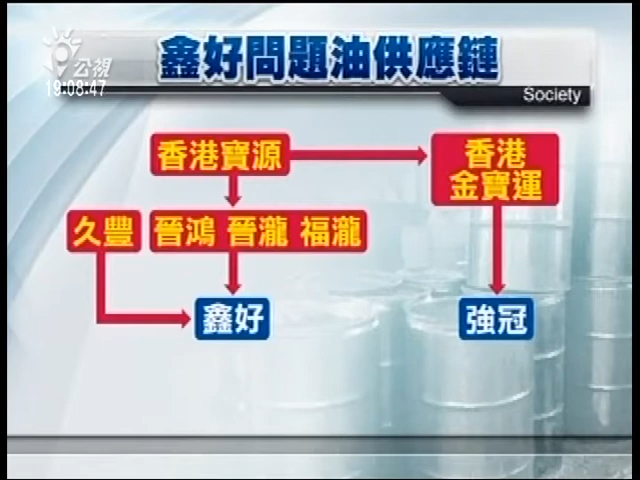 公視
19:08:47
鑫好問題油供應鏈
Society
香港寶源
香港
金寶運
久豐
晉鴻 晉瀧 福瀧
鑫好
強冠